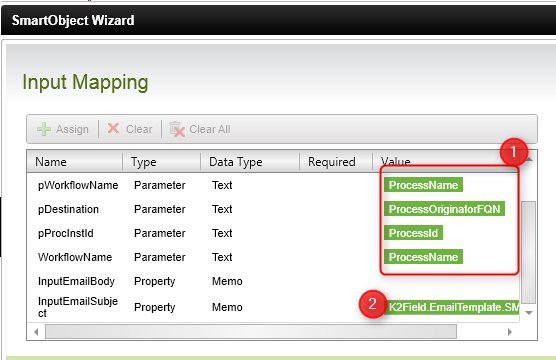 SmartObject Wizard
Input Mapping
Assign Clear Clear All
1
Name Type Data Type Required Value
pWorkflowName Parameter Text ProcessName
pDestination Parameter Text ProcessOriginatorFQN
pProcInstId Parameter Text ProcessId
WorkflowName Parameter Text ProcessName
InputEmailBody Property Memo
InputEmailSubje
ct Property Memo 2 K2Field.EmailTemplate.SM